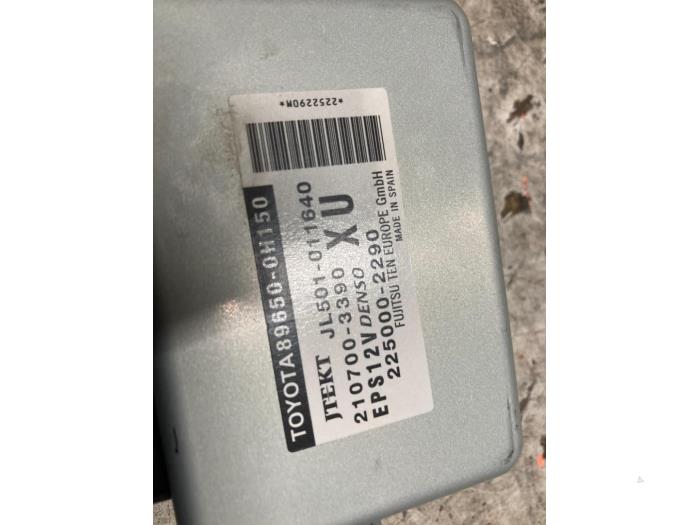 TOYOTA89650-0H150
JTEKT JL501-011640
210700-3390 XU
EPS12V DENSO
225000-2290
FUJITSU TEN EUROPE GmbH
MADE IN SPAIN
*2252290M*